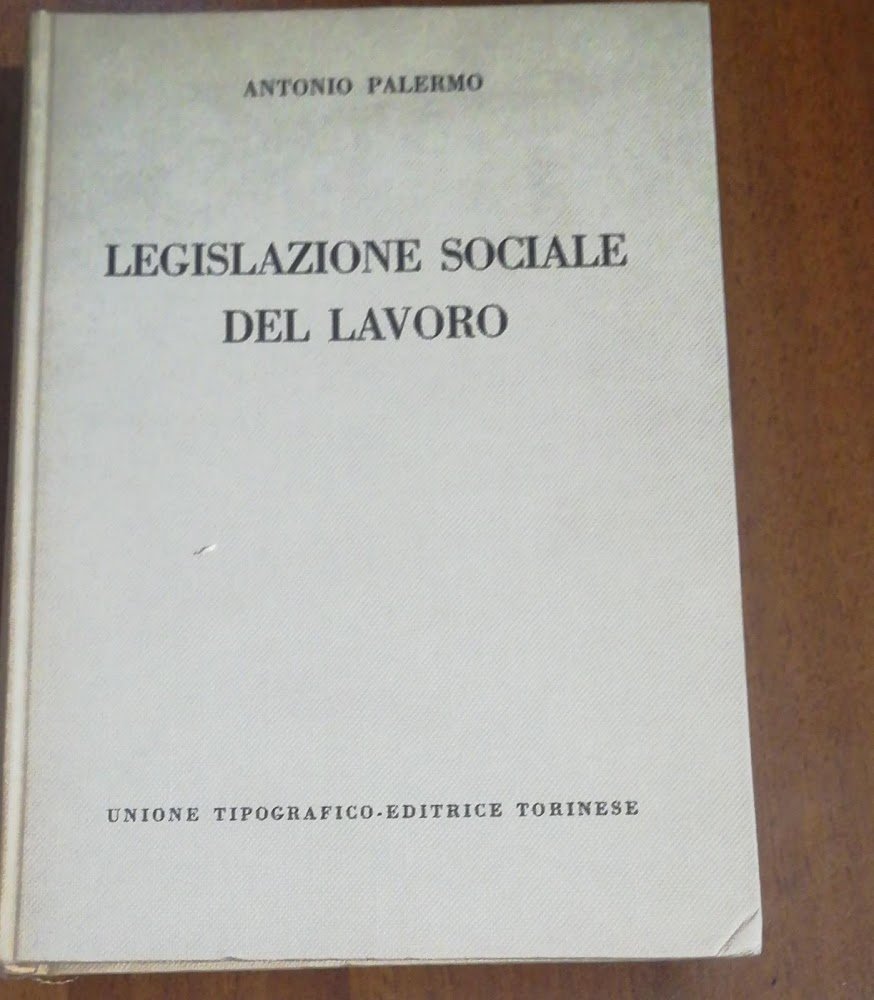 ANTONIO PALERMO
LEGISLAZIONE SOCIALE
DEL LAVORO
UNIONE TIPOGRAFICO-EDITRICE TORINESE